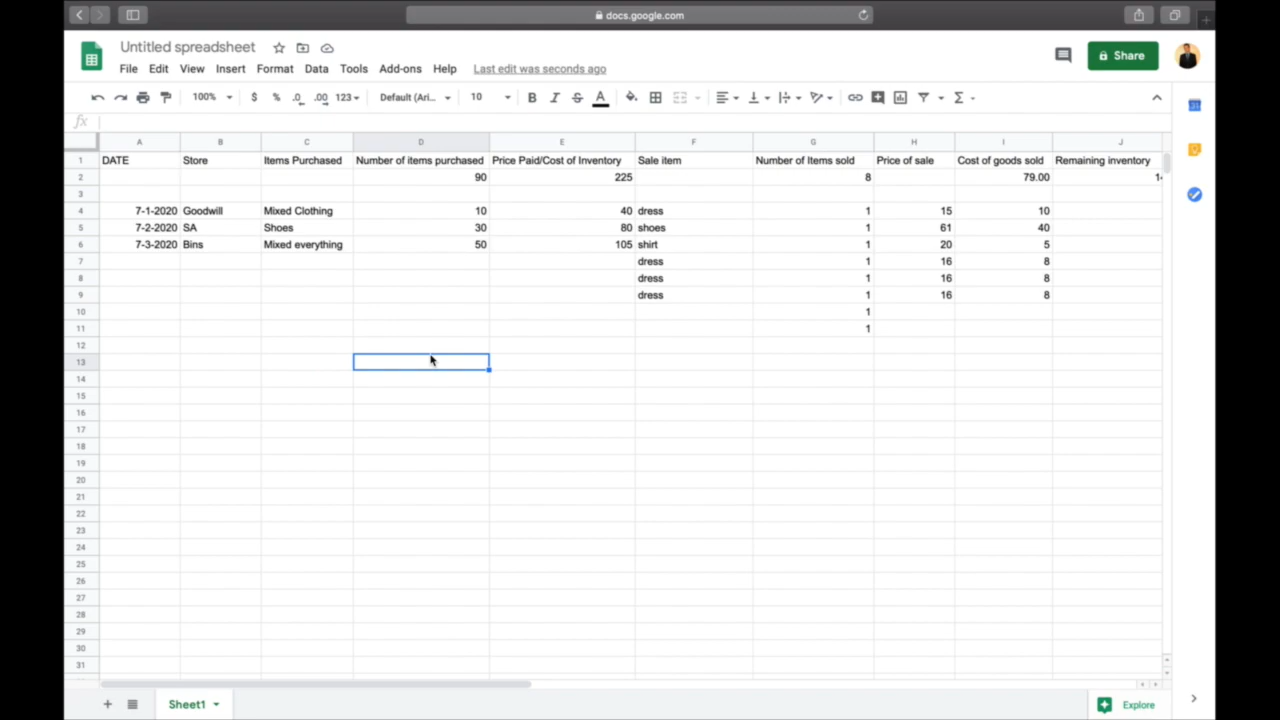 docs.google.com
Untitled spreadsheet
File Edit View Insert Format Data Tools Add-ons Help Last edit was seconds ago
Share
100% $ % .0 .00 123 Default (Ari... 10 B I S A
fx
A B C D E F G H I J
1 DATE Store Items Purchased Number of items purchased Price Paid/Cost of Inventory Sale item Number of Items sold Price of sale Cost of goods sold Remaining inventory
2 90 225 8 79.00
3
4 7-1-2020 Goodwill Mixed Clothing 10 40 dress 1 15 10
5 7-2-2020 SA Shoes 30 80 shoes 1 61 40
6 7-3-2020 Bins Mixed everything 50 105 shirt 1 20 5
7 dress 1 16 8
8 dress 1 16 8
9 dress 1 16 8
10 1
11 1
12
13
14
15
16
17
18
19
20
21
22
23
24
25
26
27
28
29
30
31
Sheet1
Explore